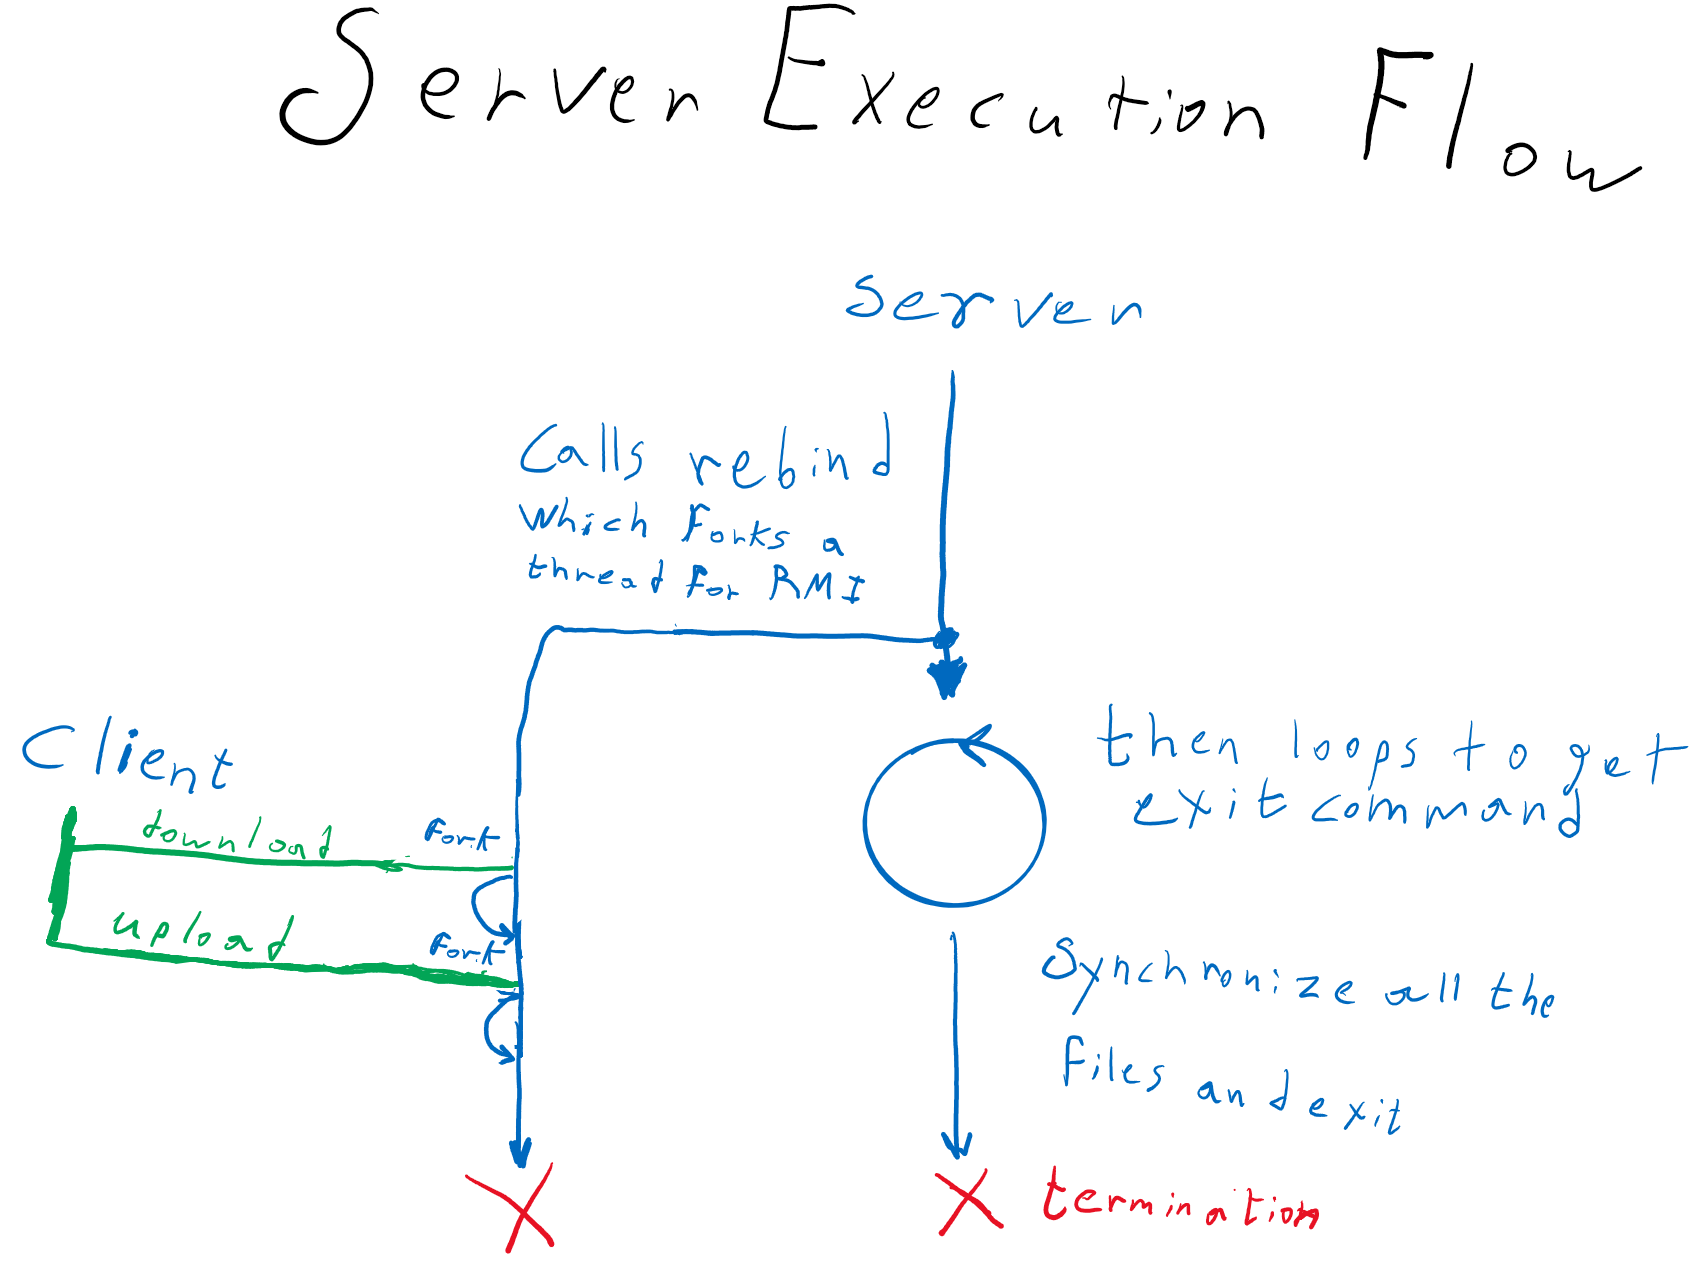 Server Execution Flow
server
Calls rebind
which forks a
thread for RMI
Client
then loops to get
exit command
download
Fork
upload
Fork
Synchronize all the
files and exit
termination